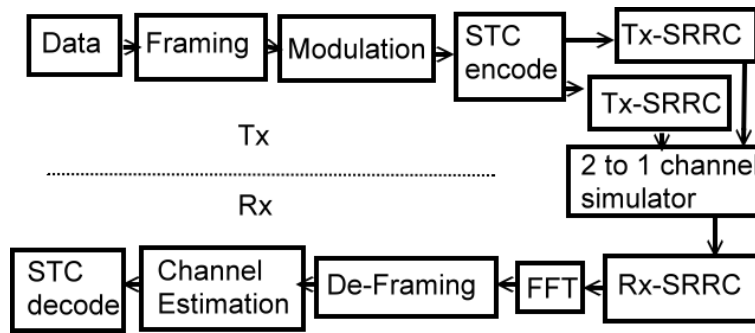 Data
Framing
Modulation
STC
encode
Tx-SRRC
Tx-SRRC
Tx
2 to 1 channel
simulator
Rx
STC
decode
Channel
Estimation
De-Framing
FFT
Rx-SRRC